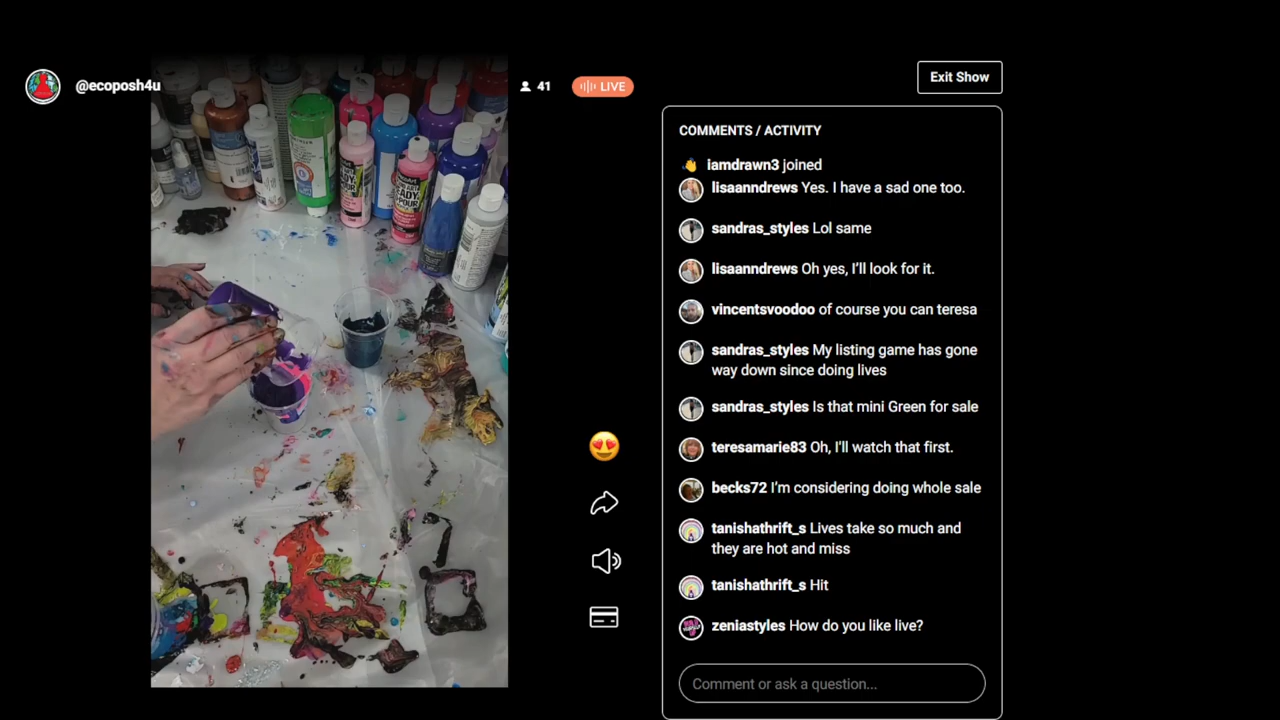 @ecoposh4u
41
LIVE
Exit Show
COMMENTS / ACTIVITY
iamdrawn3 joined
lisaanndrews Yes. I have a sad one too.
sandras_styles Lol same
lisaanndrews Oh yes, I'll look for it.
vincentsvoodoo of course you can teresa
sandras_styles My listing game has gone
way down since doing lives
sandras_styles Is that mini Green for sale
teresamarie83 Oh, I'll watch that first.
becks72 I'm considering doing whole sale
tanishathrift_s Lives take so much and
they are hot and miss
tanishathrift_s Hit
zeniastyles How do you like live?
Comment or ask a question...